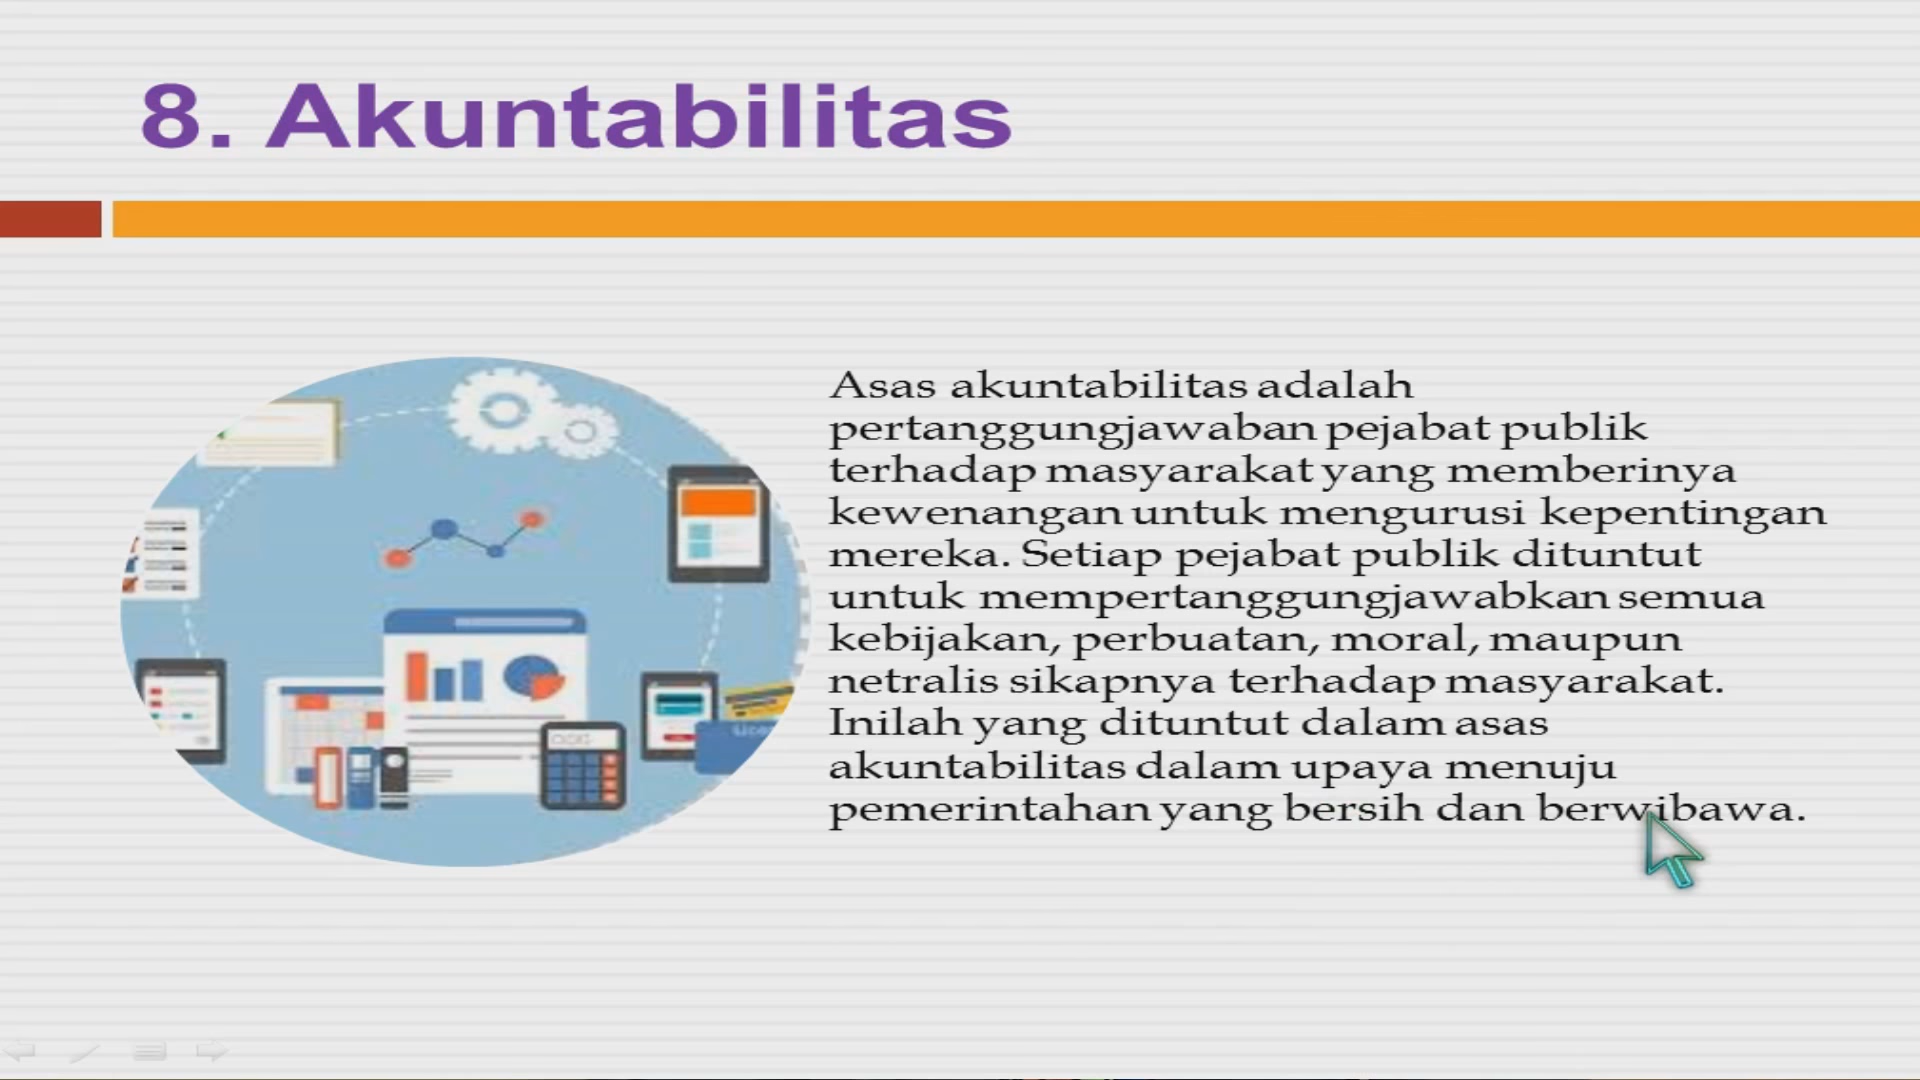 8. Akuntabilitas
Asas akuntabilitas adalah
pertanggungjawaban pejabat publik
terhadap masyarakat yang memberinya
kewenangan untuk mengurusi kepentingan
mereka. Setiap pejabat publik dituntut
untuk mempertanggungjawabkan semua
kebijakan, perbuatan, moral, maupun
netralis sikapnya terhadap masyarakat.
Inilah yang dituntut dalam asas
akuntabilitas dalam upaya menuju
pemerintahan yang bersih dan berwibawa.